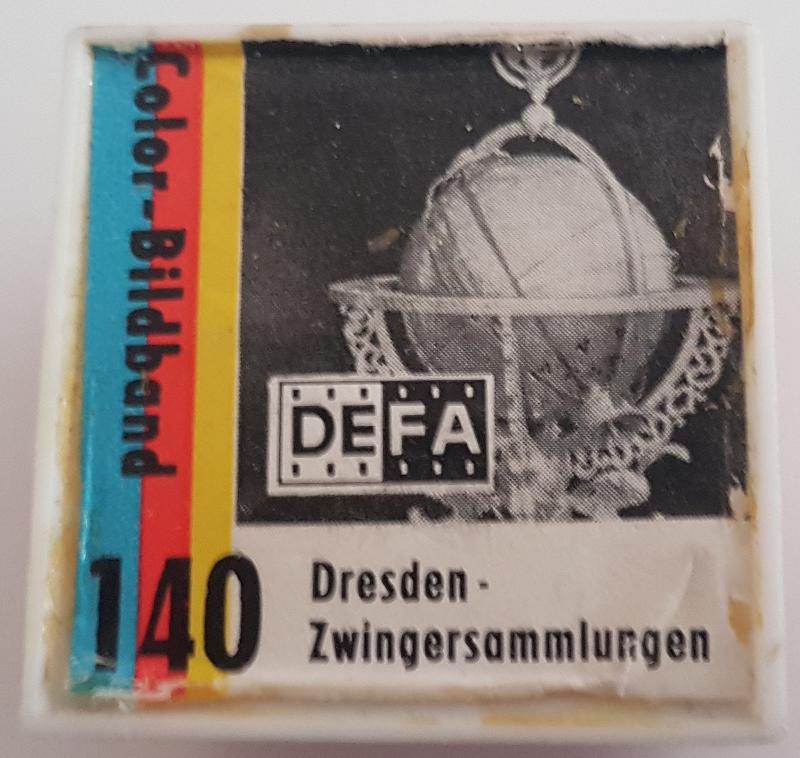 Color-Bildband
DEFA
140
Dresden -
Zwingersammlungen